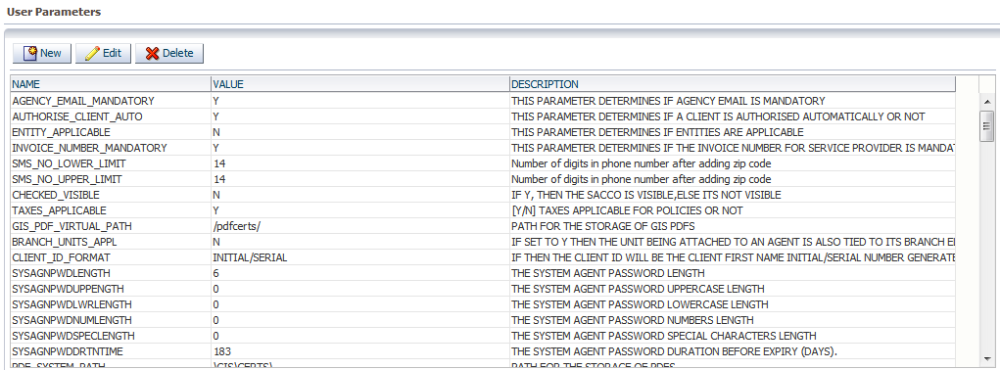 User Parameters
New Edit Delete
NAME VALUE DESCRIPTION
AGENCY_EMAIL_MANDATORY Y THIS PARAMETER DETERMINES IF AGENCY EMAIL IS MANDATORY
AUTHORISE_CLIENT_AUTO Y THIS PARAMETER DETERMINES IF A CLIENT IS AUTHORISED AUTOMATICALLY OR NOT
ENTITY_APPLICABLE N THIS PARAMETER DETERMINES IF ENTITIES ARE APPLICABLE
INVOICE_NUMBER_MANDATORY Y THIS PARAMETER DETERMINES IF THE INVOICE NUMBER FOR SERVICE PROVIDER IS MANDAT
SMS_NO_LOWER_LIMIT 14 Number of digits in phone number after adding zip code
SMS_NO_UPPER_LIMIT 14 Number of digits in phone number after adding zip code
CHECKED_VISIBLE N IF Y, THEN THE SACCO IS VISIBLE,ELSE ITS NOT VISIBLE
TAXES_APPLICABLE Y [Y/N] TAXES APPLICABLE FOR POLICIES OR NOT
GIS_PDF_VIRTUAL_PATH /pdfcerts/ PATH FOR THE STORAGE OF GIS PDFS
BRANCH_UNITS_APPL N IF SET TO Y THEN THE UNIT BEING ATTACHED TO AN AGENT IS ALSO TIED TO ITS BRANCH
CLIENT_ID_FORMAT INITIAL/SERIAL IF THEN THE CLIENT ID WILL BE THE CLIENT FIRST NAME INITIAL/SERIAL NUMBER GENERATE
SYSAGNPWDLENGTH 6 THE SYSTEM AGENT PASSWORD LENGTH
SYSAGNPWDUPPENGTH 0 THE SYSTEM AGENT PASSWORD UPPERCASE LENGTH
SYSAGNPWDLWRLENGTH 0 THE SYSTEM AGENT PASSWORD LOWERCASE LENGTH
SYSAGNPWDNUMLENGTH 0 THE SYSTEM AGENT PASSWORD NUMBERS LENGTH
SYSAGNPWDSPECLENGTH 0 THE SYSTEM AGENT PASSWORD SPECIAL CHARACTERS LENGTH
SYSAGNPWDDRTNTIME 183 THE SYSTEM AGENT PASSWORD DURATION BEFORE EXPIRY (DAYS).
PDF_SYSTEM_PATH \GIS\CERTS\ PATH FOR THE STORAGE OF PDFS